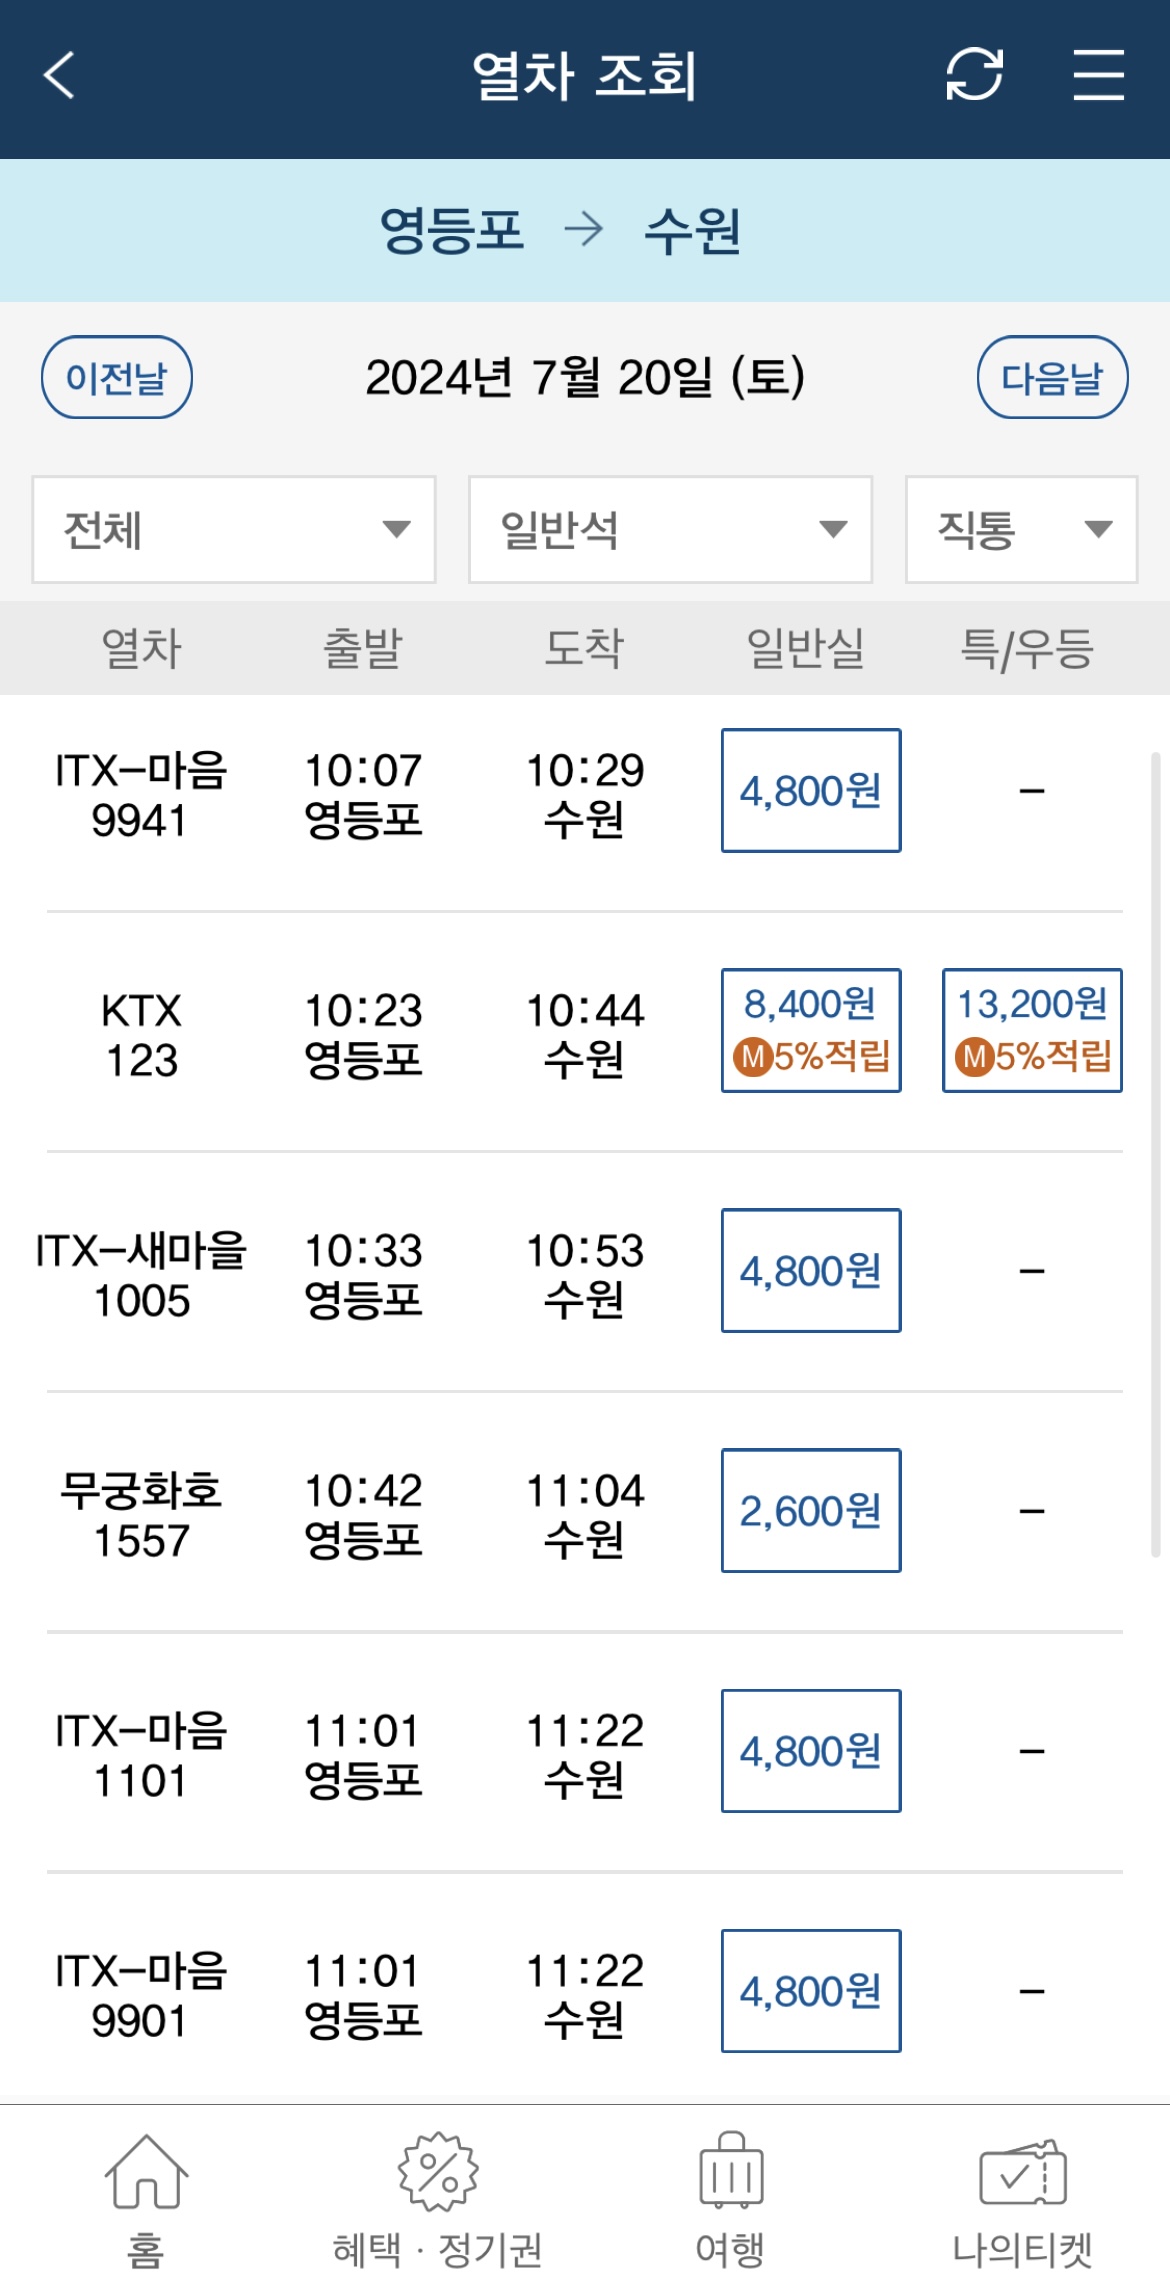 열차 조회
영등포 → 수원
이전날 2024년 7월 20일 (토) 다음날
전체 일반석 직통
열차 출발 도착 일반실 특/우등
ITX-마음 10:07 10:29 4,800원 -
9941 영등포 수원
KTX 10:23 10:44 8,400원 13,200원
123 영등포 수원 M5%적립 M5%적립
ITX-새마을 10:33 10:53 4,800원 -
1005 영등포 수원
무궁화호 10:42 11:04 2,600원 -
1557 영등포 수원
ITX-마음 11:01 11:22 4,800원 -
1101 영등포 수원
ITX-마음 11:01 11:22 4,800원 -
9901 영등포 수원
홈 혜택·정기권 여행 나의티켓